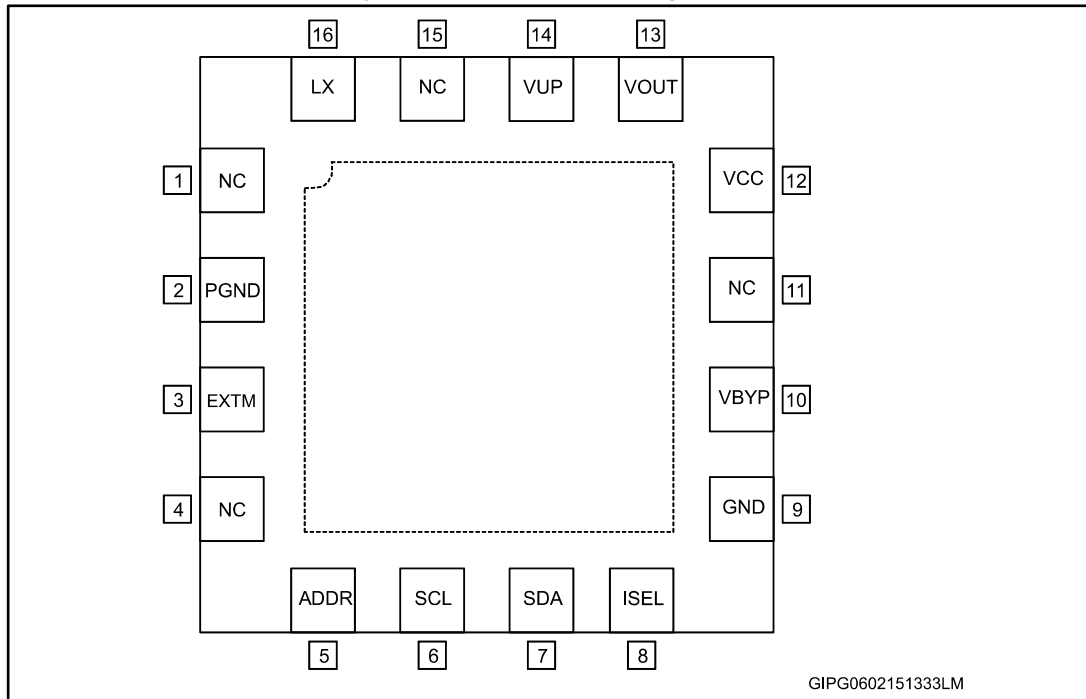 16 15 14 13
LX NC VUP VOUT
1 NC VCC 12
2 PGND NC 11
3 EXTM VBYP 10
4 NC GND 9
ADDR SCL SDA ISEL
5 6 7 8
GIPG0602151333LM